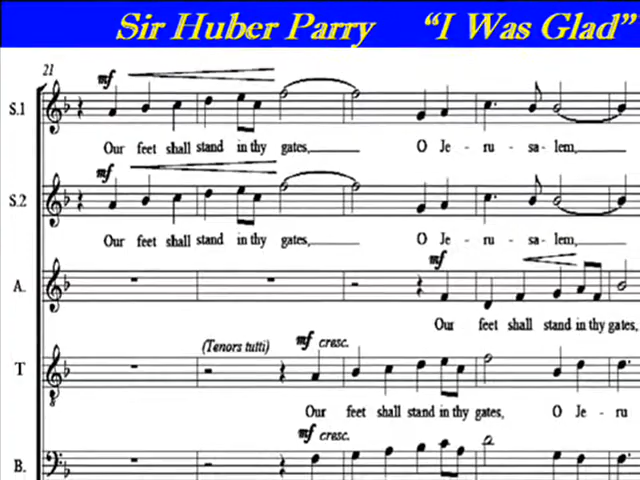 Sir Huber Parry “I Was Glad”
21
mf
S.1
Our feet shall stand in thy gates, O Je - ru - sa - lem,
mf
S.2
Our feet shall stand in thy gates, O Je - ru - sa - lem,
mf
A.
Our feet shall stand in thy gates,
(Tenors tutti) mf cresc.
T
8
Our feet shall stand in thy gates, O Je - ru
mf cresc.
B.